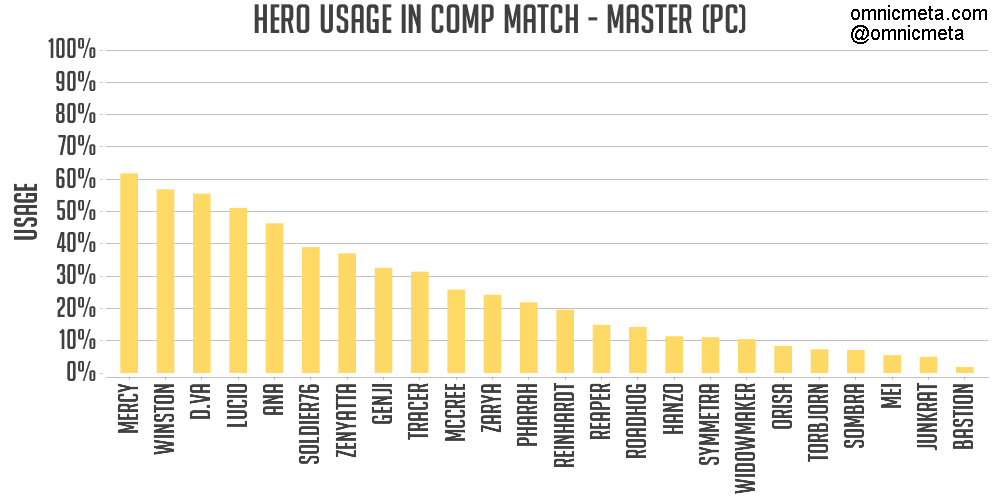 HERO USAGE IN COMP MATCH - MASTER (PC)
omnicmeta.com
@omnicmeta
100%
90%
80%
70%
60%
50%
40%
30%
20%
10%
0%
USAGE
MERCY
WINSTON
D.VA
LUCIO
ANA
SOLDIER76
ZENYATTA
GENJI
TRACER
MCCREE
ZARYA
PHARAH
REINHARDT
REAPER
ROADHOG
HANZO
SYMMETRA
WIDOWMAKER
ORISA
TORBJORN
SOMBRA
MEI
JUNKRAT
BASTION